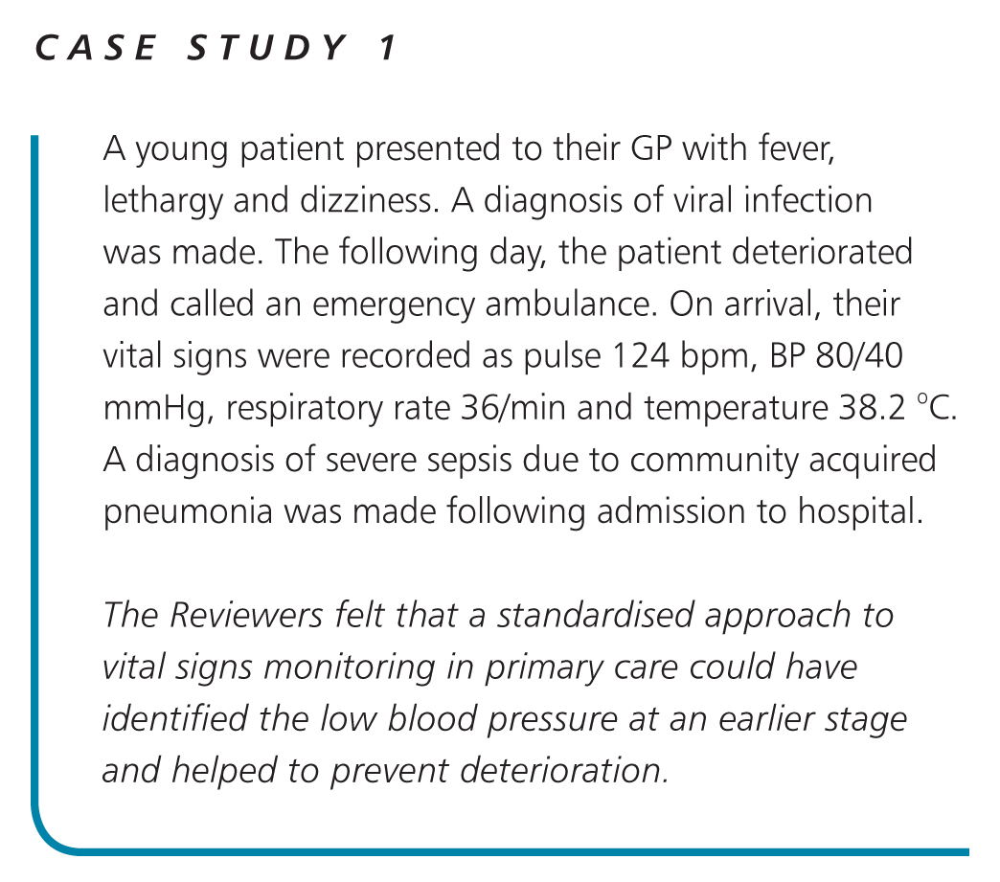 CASE STUDY 1
A young patient presented to their GP with fever,
lethargy and dizziness. A diagnosis of viral infection
was made. The following day, the patient deteriorated
and called an emergency ambulance. On arrival, their
vital signs were recorded as pulse 124 bpm, BP 80/40
mmHg, respiratory rate 36/min and temperature 38.2 ºC.
A diagnosis of severe sepsis due to community acquired
pneumonia was made following admission to hospital.
The Reviewers felt that a standardised approach to
vital signs monitoring in primary care could have
identified the low blood pressure at an earlier stage
and helped to prevent deterioration.